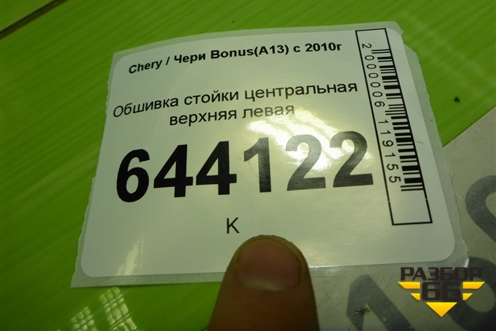 Chery / Чери Bonus(A13) с 2010г
Обшивка стойки центральная
верхняя левая
644122
К
2000006119155
РАЗБОР
66